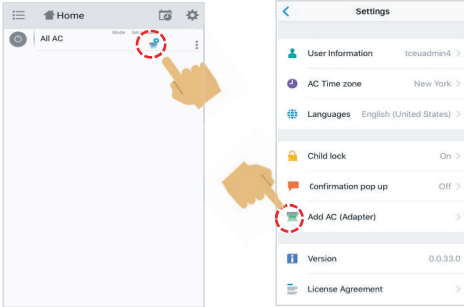 Home
Mode
All AC
Settings
User Information tceuadmin4
AC Time zone New York
Languages English (United States)
Child lock On
Confirmation pop up Off
Add AC (Adapter)
Version 0.0.33.0
License Agreement